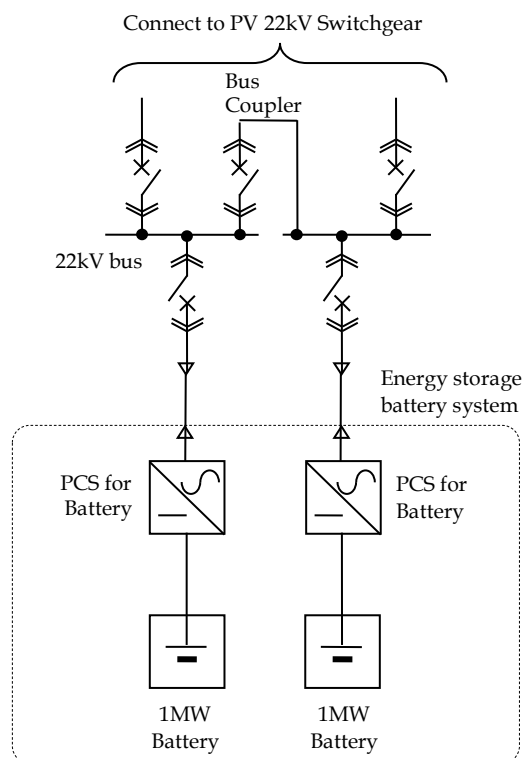 Connect to PV 22kV Switchgear
Bus
Coupler
22kV bus
Energy storage
battery system
PCS for
Battery
PCS for
Battery
1MW
Battery
1MW
Battery